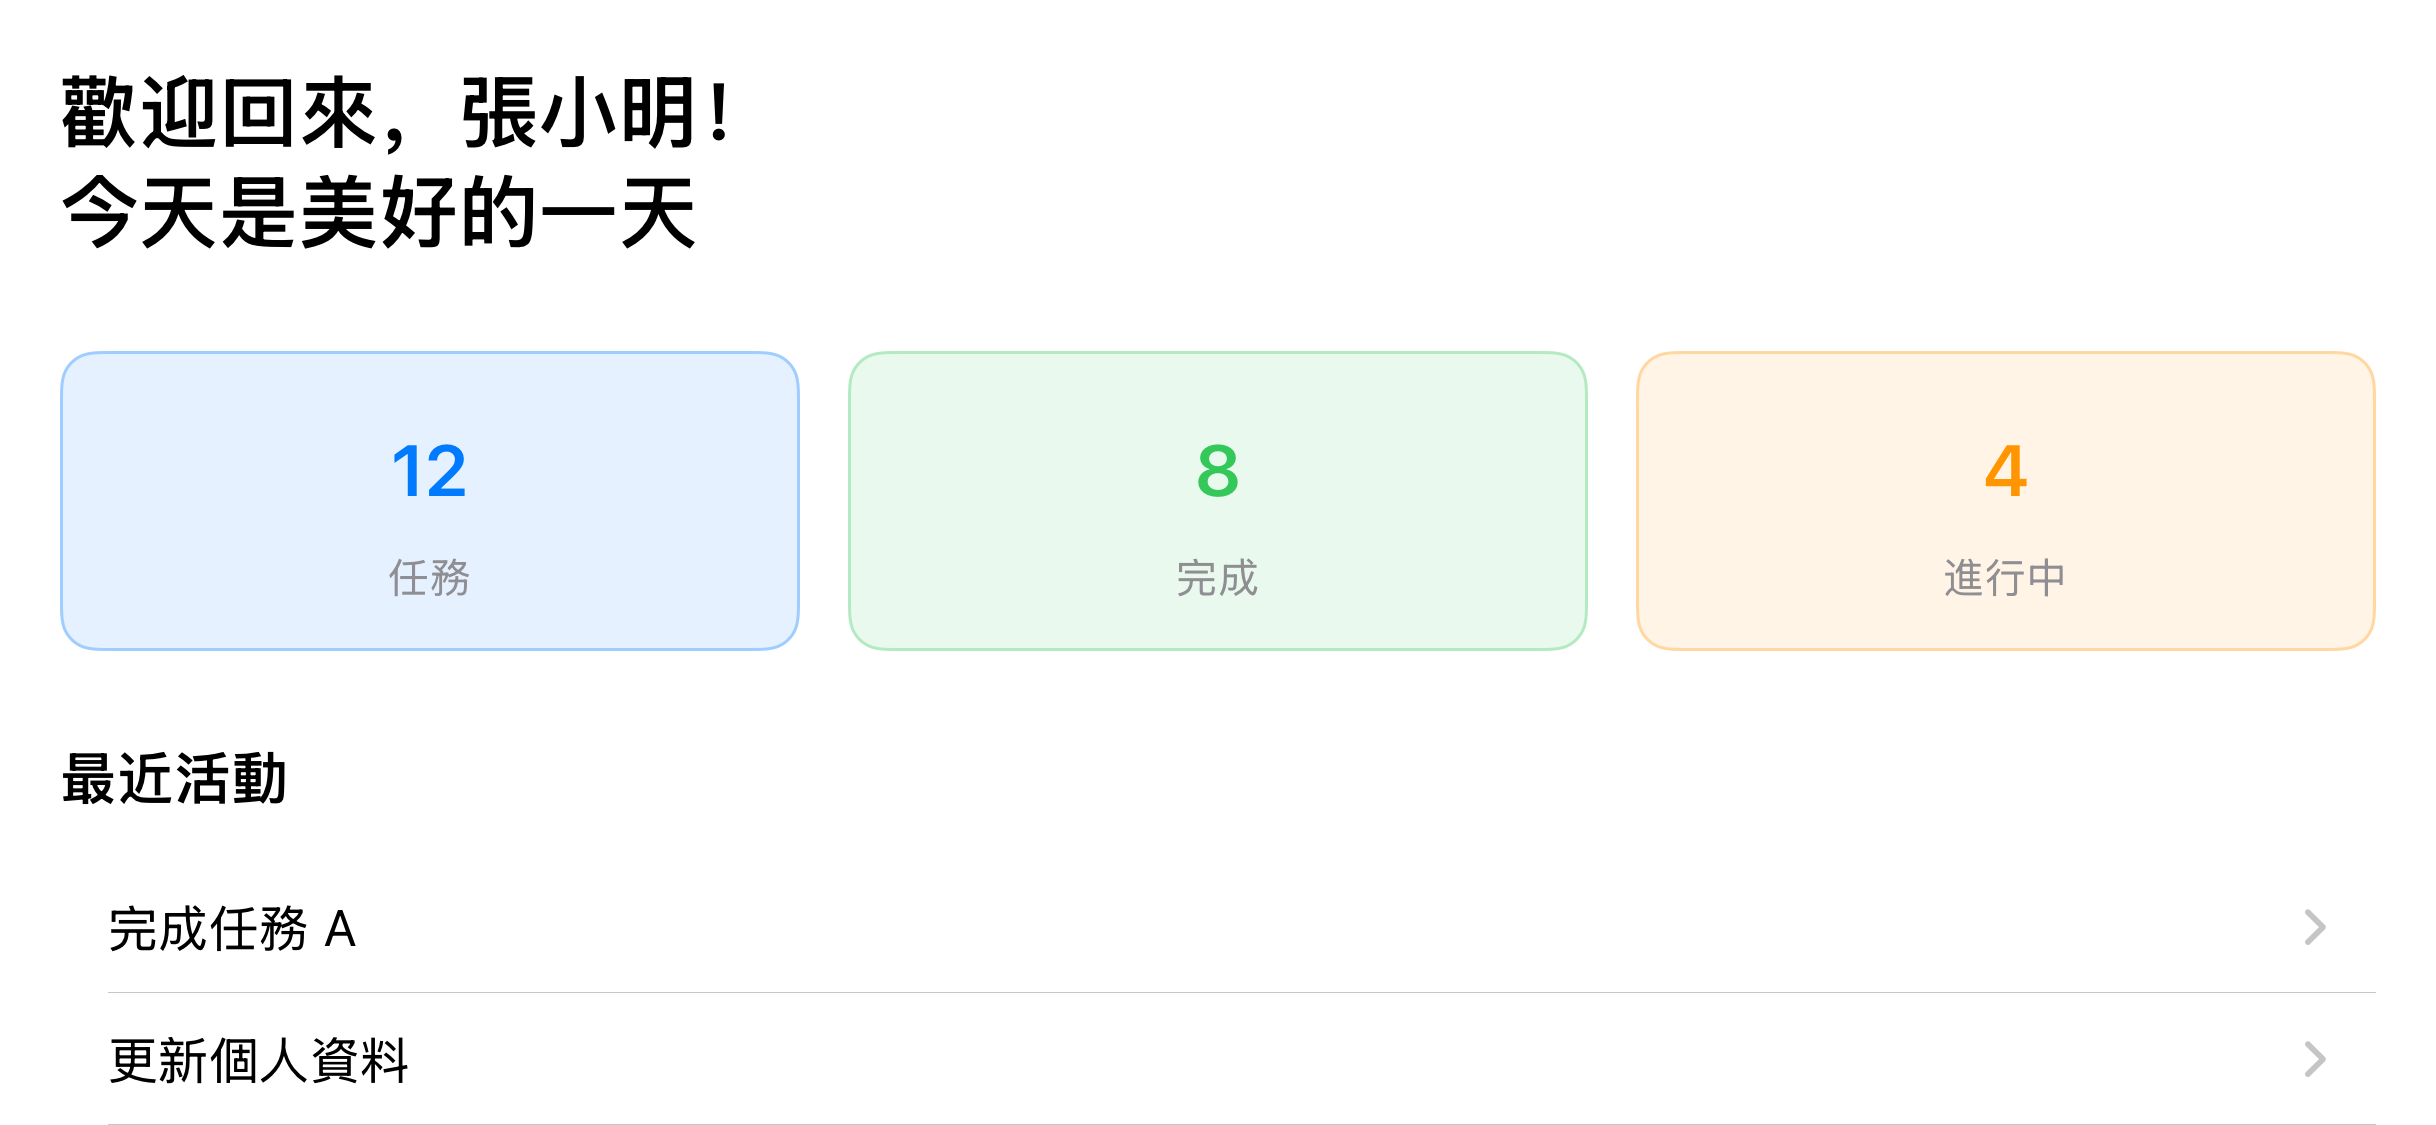 歡迎回來，張小明！
今天是美好的一天
12
任務
8
完成
4
進行中
最近活動
完成任務 A
更新個人資料